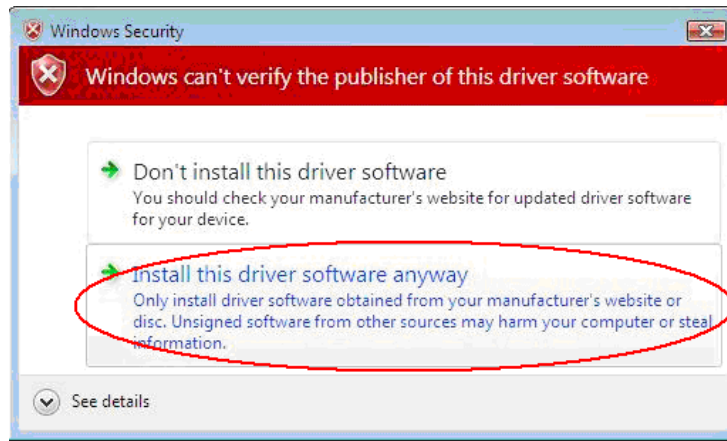 Windows Security
Windows can't verify the publisher of this driver software
Don't install this driver software
You should check your manufacturer's website for updated driver software
for your device.
Install this driver software anyway
Only install driver software obtained from your manufacturer's website or
disc. Unsigned software from other sources may harm your computer or steal
information.
See details